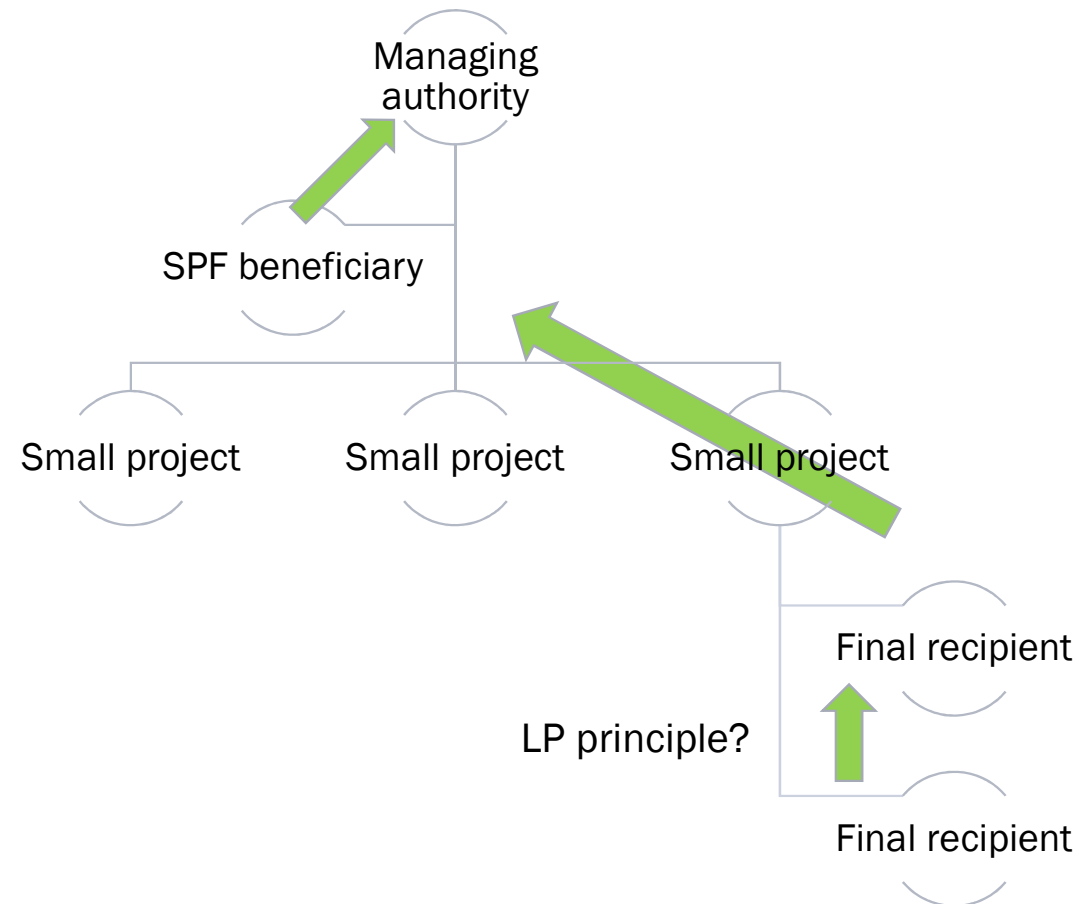 Managing
authority
SPF beneficiary
Small project
Small project
Small project
Final recipient
LP principle?
Final recipient